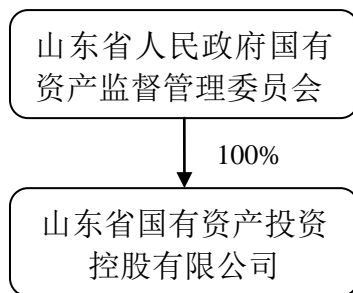 山东省人民政府国有
资产监督管理委员会
100%
山东省国有资产投资
控股有限公司